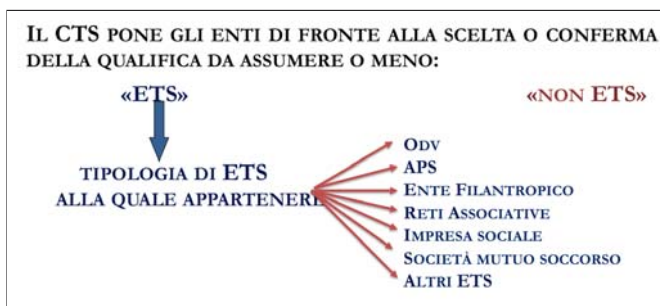 IL CTS PONE GLI ENTI DI FRONTE ALLA SCELTA O CONFERMA
DELLA QUALIFICA DA ASSUMERE O MENO:
«ETS»
«NON ETS»
TIPOLOGIA DI ETS
ALLA QUALE APPARTENERE
ODV
APS
ENTE FILANTROPICO
RETI ASSOCIATIVE
IMPRESA SOCIALE
SOCIETÀ MUTUO SOCCORSO
ALTRI ETS